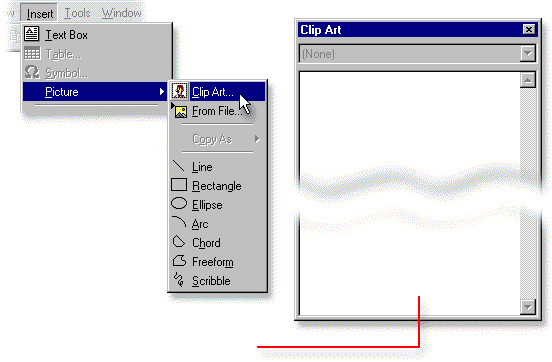 Insert Tools Window
Text Box
Table...
Symbol...
Picture
Clip Art...
From File...
Copy As
Line
Rectangle
Ellipse
Arc
Chord
Freeform
Scribble
Clip Art
(None)